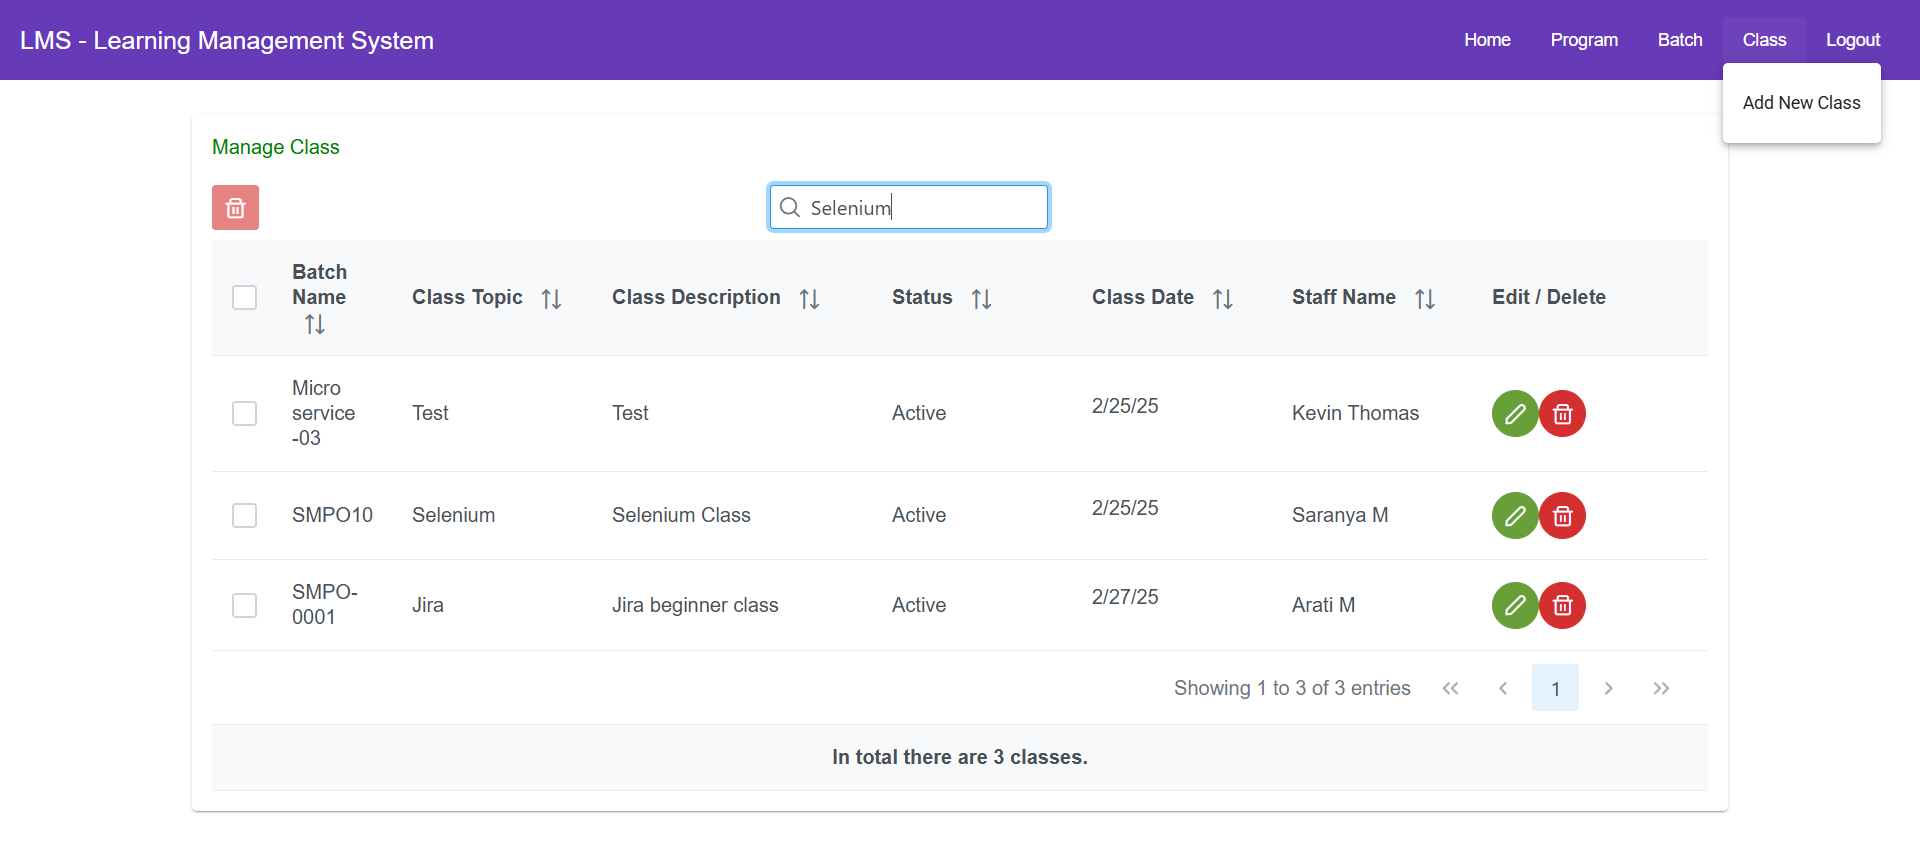 LMS - Learning Management System
Home Program Batch Class Logout
Add New Class
Manage Class
Selenium
Batch
Name
Class Topic Class Description Status Class Date Staff Name Edit / Delete
Micro
service
-03
Test Test Active 2/25/25 Kevin Thomas
SMPO10 Selenium Selenium Class Active 2/25/25 Saranya M
SMPO-
0001
Jira Jira beginner class Active 2/27/25 Arati M
Showing 1 to 3 of 3 entries 1
In total there are 3 classes.